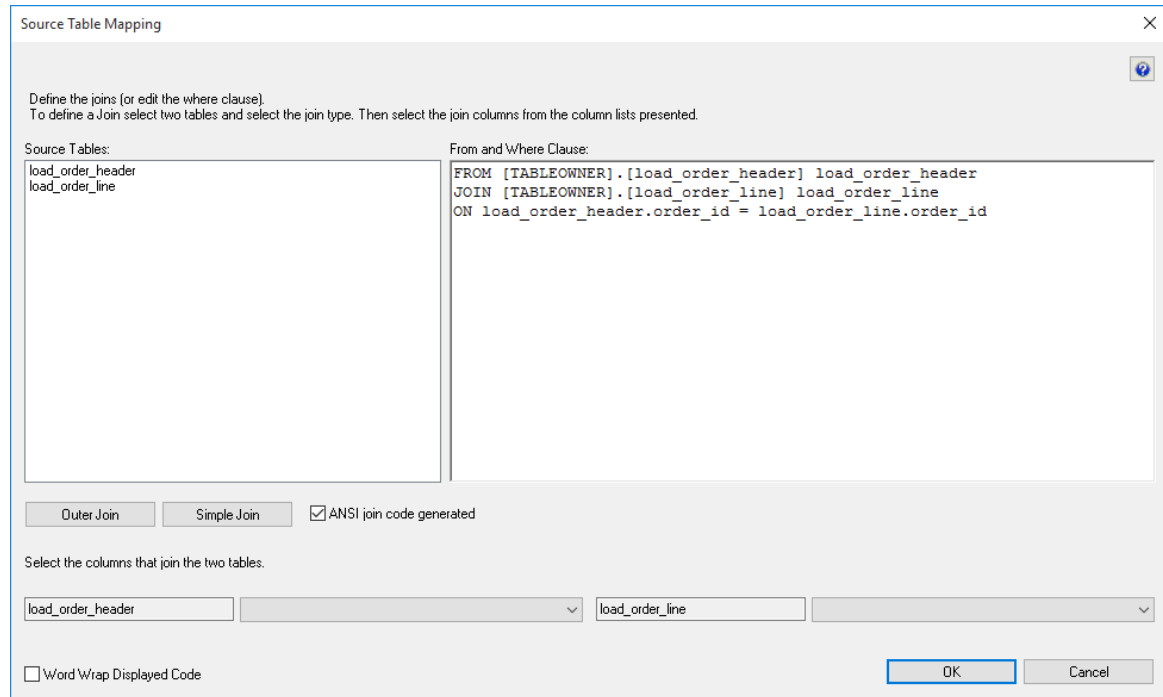 Source Table Mapping
Define the joins (or edit the where clause).
To define a Join select two tables and select the join type. Then select the join columns from the column lists presented.
Source Tables:
load_order_header
load_order_line
From and Where Clause:
FROM [TABLEOWNER].[load_order_header] load_order_header
JOIN [TABLEOWNER].[load_order_line] load_order_line
ON load_order_header.order_id = load_order_line.order_id
Outer Join
Simple Join
ANSI join code generated
Select the columns that join the two tables.
load_order_header
load_order_line
Word Wrap Displayed Code
OK
Cancel